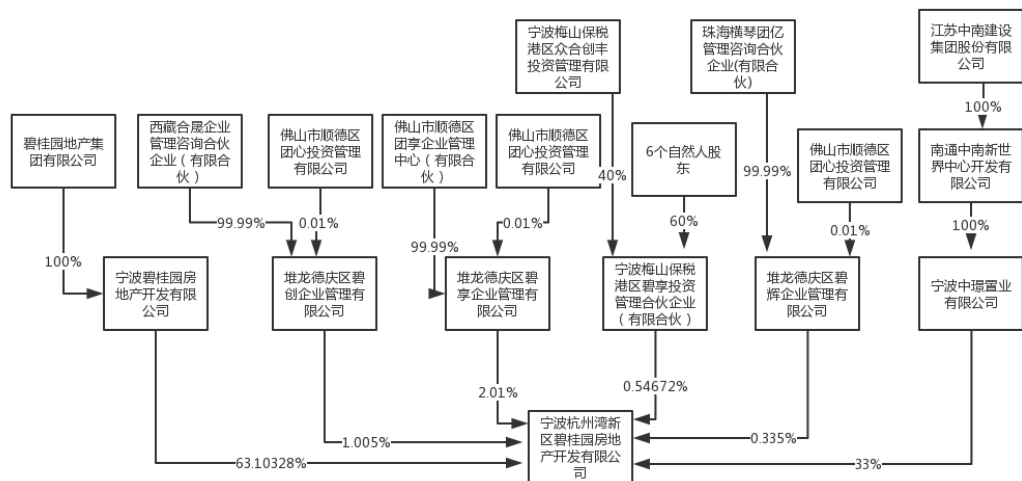 宁波梅山保税
港区众合创丰
投资管理有限
公司
珠海横琴团亿
管理咨询合伙
企业(有限合
伙)
江苏中南建设
集团股份有限
公司
100%
碧桂园地产集
团有限公司
西藏合晟企业
管理咨询合伙
企业（有限合
伙）
佛山市顺德区
团心投资管理
有限公司
佛山市顺德区
团享企业管理
中心（有限合
伙）
佛山市顺德区
团心投资管理
有限公司
40%
6个自然人股
东
99.99%
佛山市顺德区
团心投资管理
有限公司
南通中南新世
界中心开发有
限公司
99.99%
0.01%
99.99%
0.01%
60%
0.01%
100%
100%
宁波碧桂园房
地产开发有限
公司
堆龙德庆区碧
创企业管理有
限公司
堆龙德庆区碧
享企业管理有
限公司
宁波梅山保税
港区碧享投资
管理合伙企业
（有限合伙）
堆龙德庆区碧
辉企业管理有
限公司
宁波中璟置业
有限公司
2.01%
0.54672%
宁波杭州湾新
区碧桂园房地
产开发有限公
司
1.005%
0.335%
63.10328%
33%